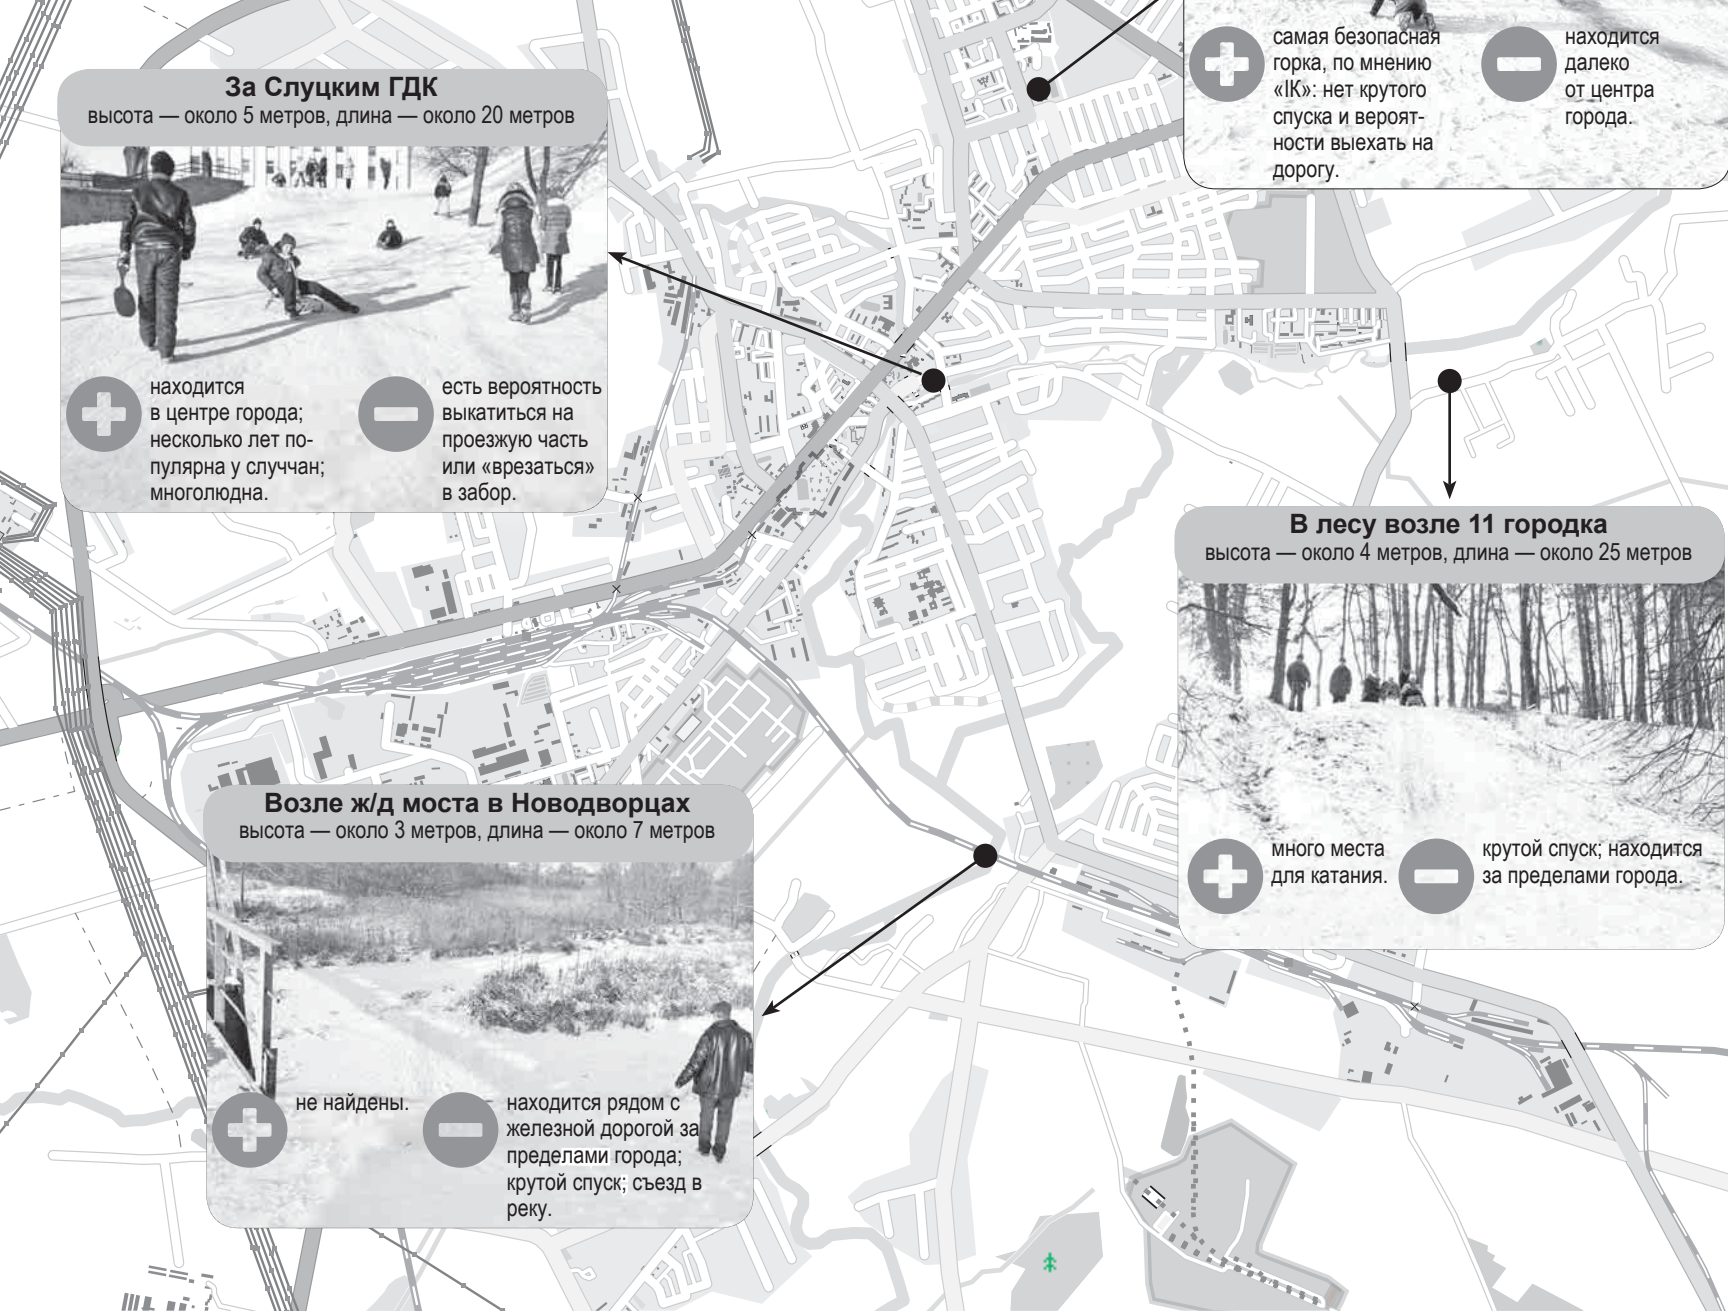 самая безопасная
горка, по мнению
«ІК»: нет крутого
спуска и вероят-
ности выехать на
дорогу.
находится
далеко
от центра
города.
За Слуцким ГДК
высота — около 5 метров, длина — около 20 метров
находится
в центре города;
несколько лет по-
пулярна у случчан;
многолюдна.
есть вероятность
выкатиться на
проезжую часть
или «врезаться»
в забор.
В лесу возле 11 городка
высота — около 4 метров, длина — около 25 метров
много места
для катания.
крутой спуск; находится
за пределами города.
Возле ж/д моста в Новодворцах
высота — около 3 метров, длина — около 7 метров
не найдены.
находится рядом с
железной дорогой за
пределами города;
крутой спуск; съезд в
реку.